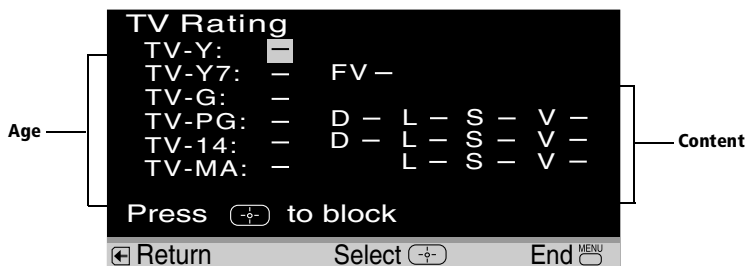 TV Rating
TV-Y: –
TV-Y7: – FV –
TV-G: –
TV-PG: – D – L – S – V –
TV-14: – D – L – S – V –
TV-MA: – L – S – V –
Age
Content
Press to block
Return Select End MENU